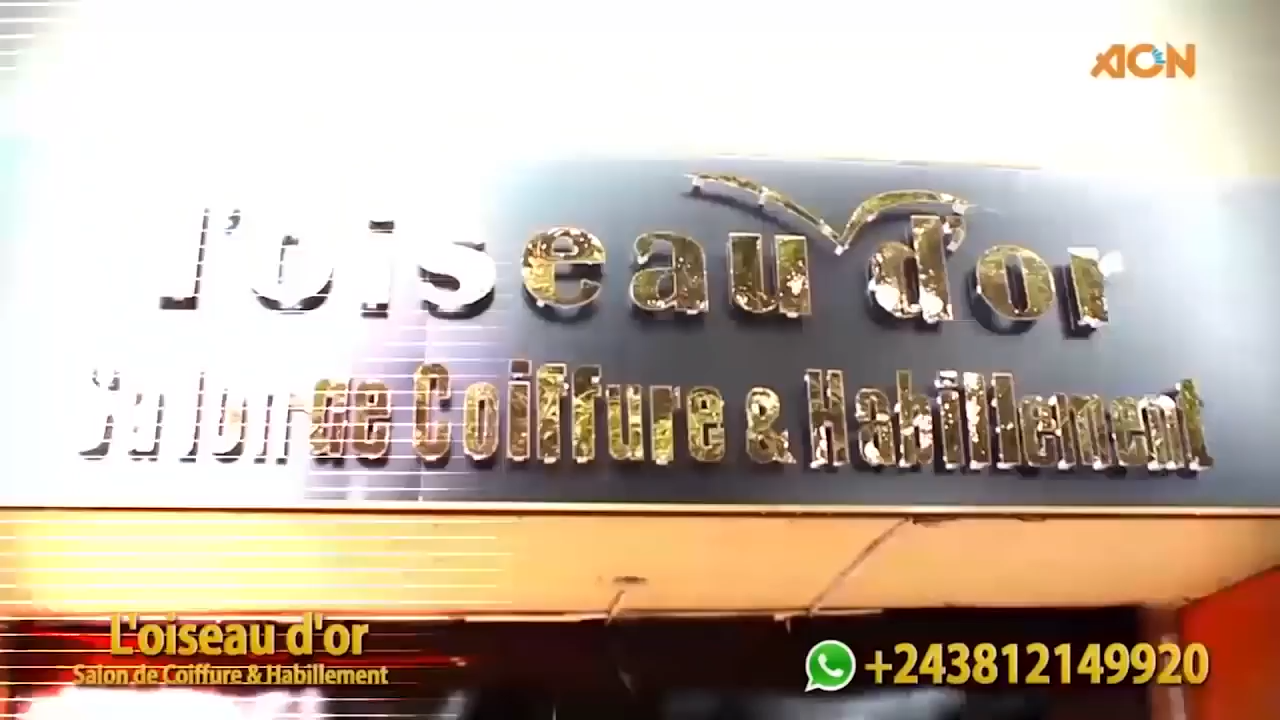 ACN
l'oiseau d'or
Salon de Coiffure & Habillement
L'oiseau d'or
Salon de Coiffure & Habillement
+243812149920